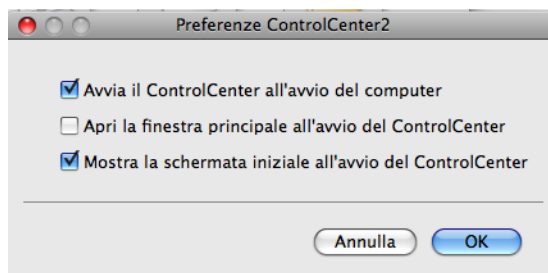 Preferenze ControlCenter2
Avvia il ControlCenter all'avvio del computer
Apri la finestra principale all'avvio del ControlCenter
Mostra la schermata iniziale all'avvio del ControlCenter
Annulla
OK